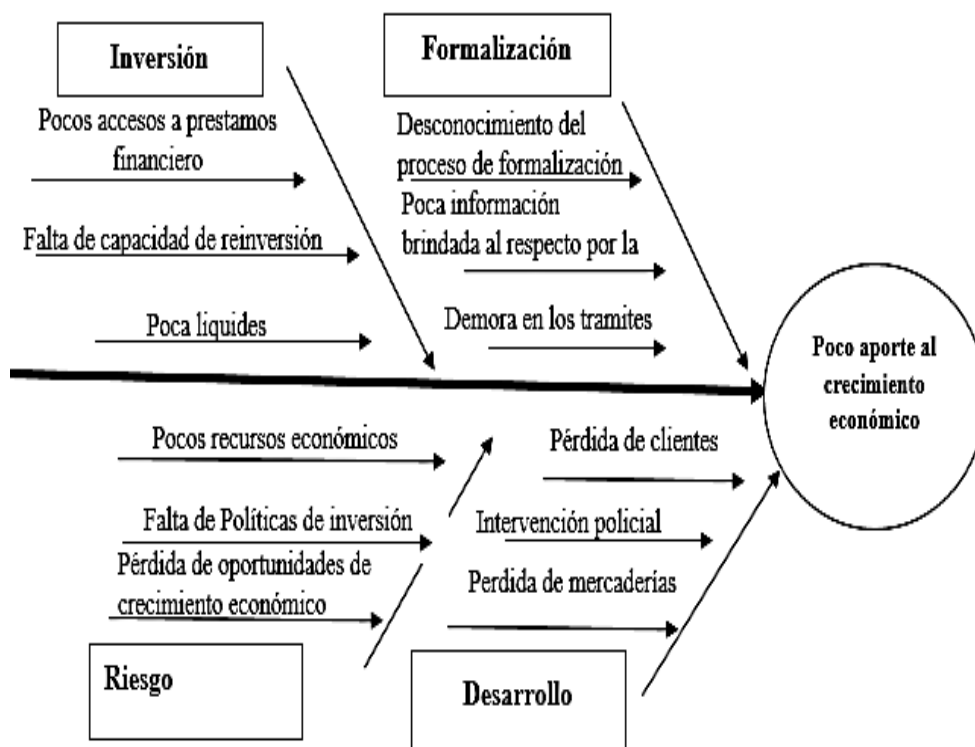 Inversión
Pocos accesos a prestamos
financiero
Falta de capacidad de reinversión
Poca liquides
Formalización
Desconocimiento del
proceso de formalización
Poca información
brindada al respecto por la
Demora en los tramites
Poco aporte al
crecimiento
económico
Pocos recursos económicos
Falta de Políticas de inversión
Pérdida de oportunidades de
crecimiento económico
Riesgo
Pérdida de clientes
Intervención policial
Perdida de mercaderías
Desarrollo